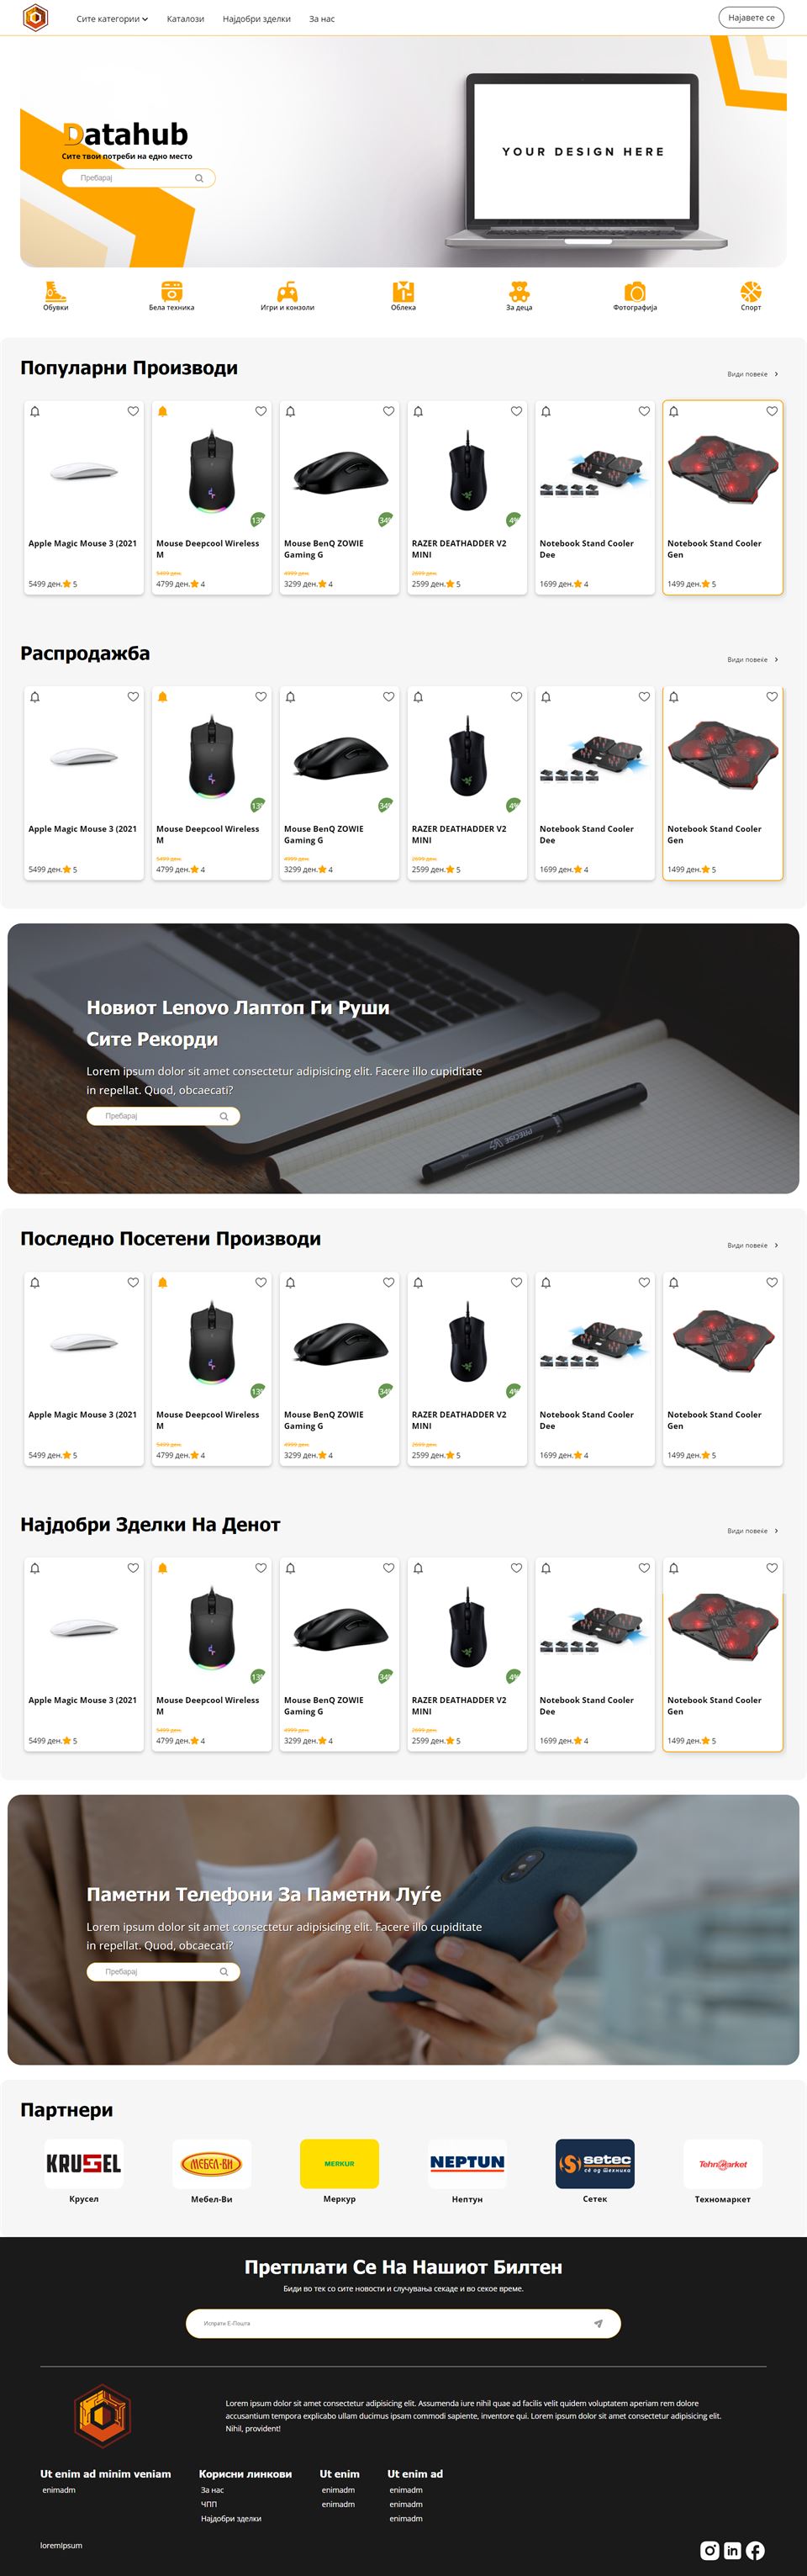 Сите категории
Каталози
Најдобри зделки
За нас
Најавете се
Datahub
Сите твои потреби на едно место
Пребарај
YOUR DESIGN HERE
Обувки
Бела техника
Игри и конзоли
Облека
За деца
Фотографија
Спорт
Популарни Производи
Види повеќе
13%
34%
4%
Apple Magic Mouse 3 (2021
Mouse Deepcool Wireless M
Mouse BenQ ZOWIE Gaming G
RAZER DEATHADDER V2 MINI
Notebook Stand Cooler Dee
Notebook Stand Cooler Gen
5499 ден.
4999 ден.
2699 ден.
5499 ден. 5
4799 ден. 4
3299 ден. 4
2599 ден. 5
1699 ден. 4
1499 ден. 5
Распродажба
Види повеќе
13%
34%
4%
Apple Magic Mouse 3 (2021
Mouse Deepcool Wireless M
Mouse BenQ ZOWIE Gaming G
RAZER DEATHADDER V2 MINI
Notebook Stand Cooler Dee
Notebook Stand Cooler Gen
5499 ден.
4999 ден.
2699 ден.
5499 ден. 5
4799 ден. 4
3299 ден. 4
2599 ден. 5
1699 ден. 4
1499 ден. 5
Новиот Lenovo Лаптоп Ги Руши
Сите Рекорди
Lorem ipsum dolor sit amet consectetur adipisicing elit. Facere illo cupiditate
in repellat. Quod, obcaecati?
Пребарај
PRECISE V5
Последно Посетени Производи
Види повеќе
13%
34%
4%
Apple Magic Mouse 3 (2021
Mouse Deepcool Wireless M
Mouse BenQ ZOWIE Gaming G
RAZER DEATHADDER V2 MINI
Notebook Stand Cooler Dee
Notebook Stand Cooler Gen
5499 ден.
4999 ден.
2699 ден.
5499 ден. 5
4799 ден. 4
3299 ден. 4
2599 ден. 5
1699 ден. 4
1499 ден. 5
Најдобри Зделки На Денот
Види повеќе
13%
34%
4%
Apple Magic Mouse 3 (2021
Mouse Deepcool Wireless M
Mouse BenQ ZOWIE Gaming G
RAZER DEATHADDER V2 MINI
Notebook Stand Cooler Dee
Notebook Stand Cooler Gen
5499 ден.
4999 ден.
2699 ден.
5499 ден. 5
4799 ден. 4
3299 ден. 4
2599 ден. 5
1699 ден. 4
1499 ден. 5
Паметни Телефони За Паметни Луѓе
Lorem ipsum dolor sit amet consectetur adipisicing elit. Facere illo cupiditate
in repellat. Quod, obcaecati?
Пребарај
Партнери
KRUSEL
МЕБЕЛ-ВИ
MERKUR
NEPTUN
setec
сè од техника
TehnoMarket
Крусел
Мебел-Ви
Меркур
Нептун
Сетек
Техномаркет
Претплати Се На Нашиот Билтен
Биди во тек со сите новости и случувања секаде и во секое време.
Испрати Е-Пошта
Lorem ipsum dolor sit amet consectetur adipisicing elit. Assumenda iure nihil quae ad facilis velit quidem voluptatem aperiam rem dolore
accusantium tempora explicabo ullam ducimus ipsam commodi sapiente, inventore qui. Lorem ipsum dolor sit amet consectetur adipisicing elit.
Nihil, provident!
Ut enim ad minim veniam
enimadm
Корисни линкови
За нас
ЧПП
Најдобри зделки
Ut enim
enimadm
enimadm
Ut enim ad
enimadm
enimadm
enimadm
loremIpsum